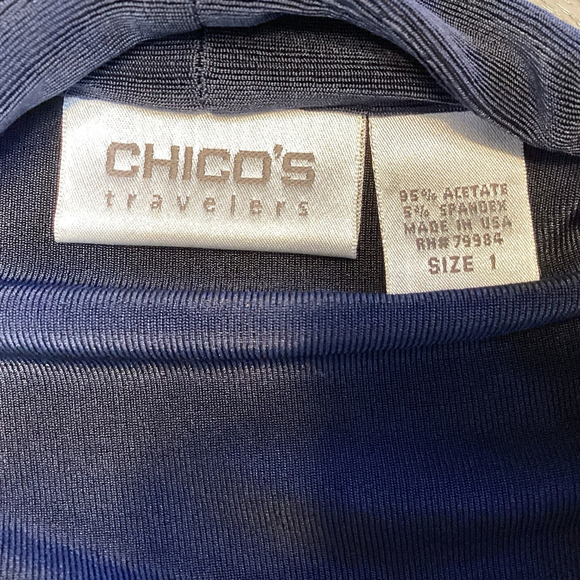 CHICO'S
travelers
95% ACETATE
5% SPANDEX
MADE IN USA
RN#79984
SIZE 1